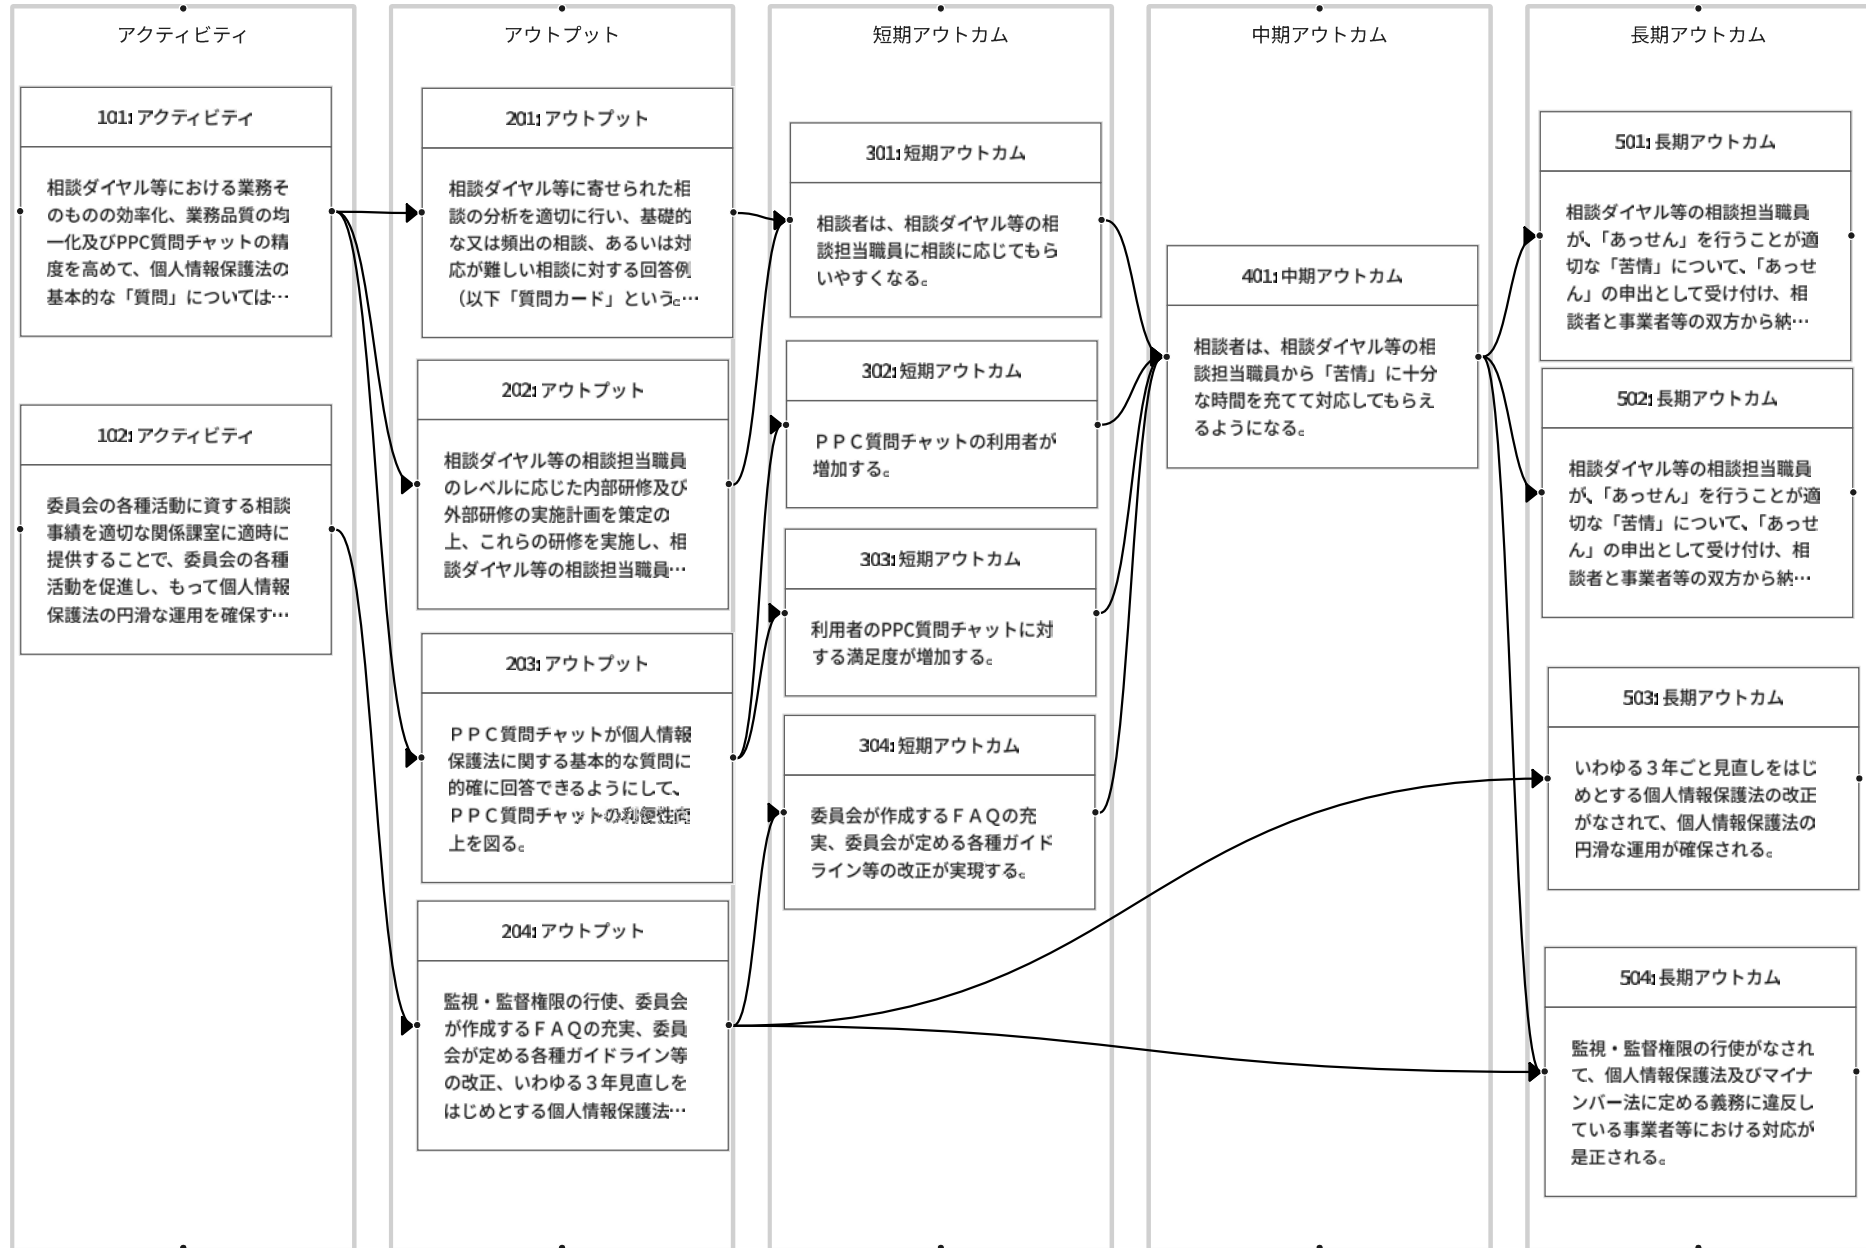 アクティビティ
101: アクティビティ
相談ダイヤル等における業務そ
のものの効率化、業務品質の均
一化及びPPC質問チャットの精
度を高めて、個人情報保護法の
基本的な「質問」については…
102: アクティビティ
委員会の各種活動に資する相談
事績を適切な関係課室に適時に
提供することで、委員会の各種
活動を促進し、もって個人情報
保護法の円滑な運用を確保す…
アウトプット
201: アウトプット
相談ダイヤル等に寄せられた相
談の分析を適切に行い、基礎的
な又は頻出の相談、あるいは対
応が難しい相談に対する回答例
（以下「質問カード」という。…
202: アウトプット
相談ダイヤル等の相談担当職員
のレベルに応じた内部研修及び
外部研修の実施計画を策定の
上、これらの研修を実施し、相
談ダイヤル等の相談担当職員…
203: アウトプット
ＰＰＣ質問チャットが個人情報
保護法に関する基本的な質問に
的確に回答できるようにして、
ＰＰＣ質問チャットの利便性向
上を図る。
204: アウトプット
監視・監督権限の行使、委員会
が作成するＦＡＱの充実、委員
会が定める各種ガイドライン等
の改正、いわゆる３年見直しを
はじめとする個人情報保護法…
短期アウトカム
301: 短期アウトカム
相談者は、相談ダイヤル等の相
談担当職員に相談に応じてもら
いやすくなる。
302: 短期アウトカム
ＰＰＣ質問チャットの利用者が
増加する。
303: 短期アウトカム
利用者のPPC質問チャットに対
する満足度が増加する。
304: 短期アウトカム
委員会が作成するＦＡＱの充
実、委員会が定める各種ガイド
ライン等の改正が実現する。
中期アウトカム
401: 中期アウトカム
相談者は、相談ダイヤル等の相
談担当職員から「苦情」に十分
な時間を充てて対応してもらえ
るようになる。
長期アウトカム
501: 長期アウトカム
相談ダイヤル等の相談担当職員
が、「あっせん」を行うことが適
切な「苦情」について、「あっせ
ん」の申出として受け付け、相
談者と事業者等の双方から納…
502: 長期アウトカム
相談ダイヤル等の相談担当職員
が、「あっせん」を行うことが適
切な「苦情」について、「あっせ
ん」の申出として受け付け、相
談者と事業者等の双方から納…
503: 長期アウトカム
いわゆる３年ごと見直しをはじ
めとする個人情報保護法の改正
がなされて、個人情報保護法の
円滑な運用が確保される。
504: 長期アウトカム
監視・監督権限の行使がなされ
て、個人情報保護法及びマイナ
ンバー法に定める義務に違反し
ている事業者等における対応が
是正される。